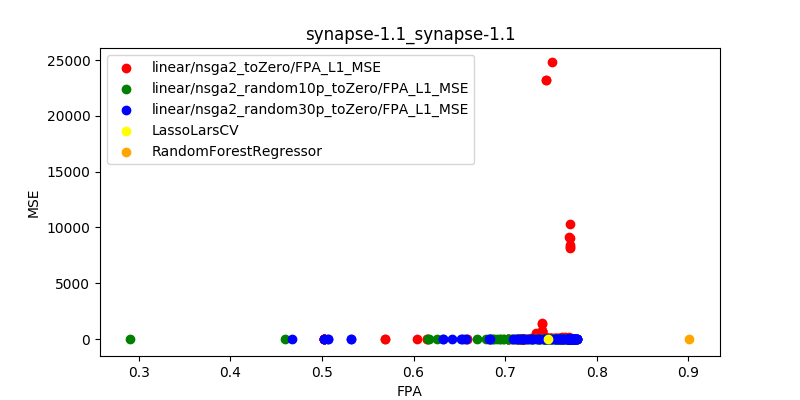 synapse-1.1_synapse-1.1
linear/nsga2_toZero/FPA_L1_MSE
linear/nsga2_random10p_toZero/FPA_L1_MSE
linear/nsga2_random30p_toZero/FPA_L1_MSE
LassoLarsCV
RandomForestRegressor
25000
20000
15000
10000
5000
0
MSE
0.3 0.4 0.5 0.6 0.7 0.8 0.9
FPA